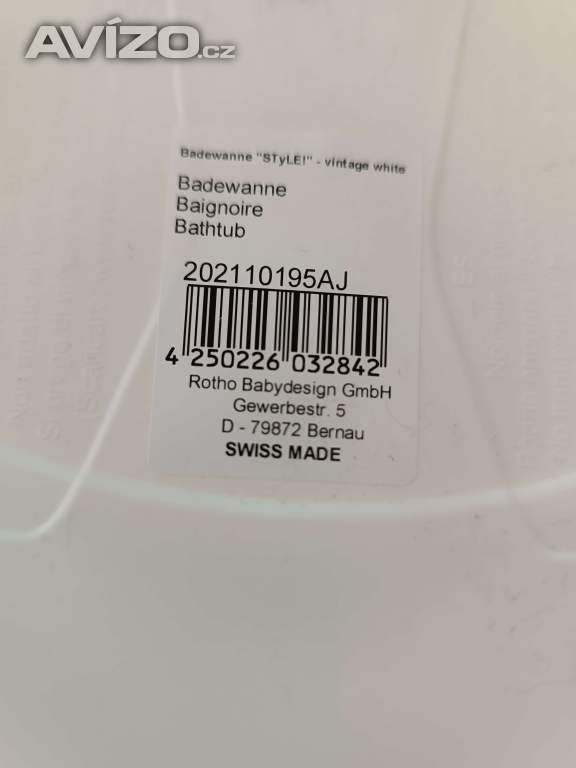 AVÍZO.cz
Badewanne "STyLE!" - vintage white
Badewanne
Baignoire
Bathtub
202110195AJ
4 250226 032842
Rotho Babydesign GmbH
Gewerbestr. 5
D - 79872 Bernau
SWISS MADE